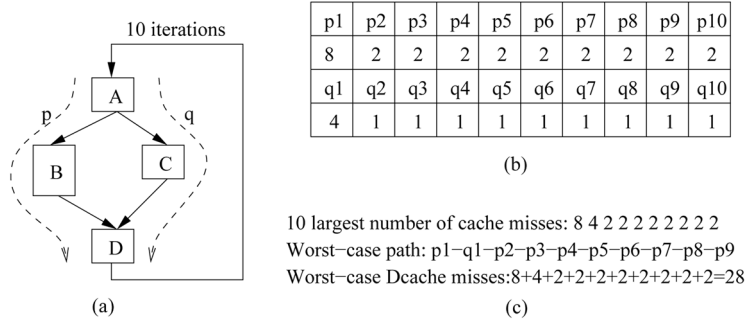 10 iterations
A
p
q
B
C
D
(a)
p1 p2 p3 p4 p5 p6 p7 p8 p9 p10
8 2 2 2 2 2 2 2 2 2
q1 q2 q3 q4 q5 q6 q7 q8 q9 q10
4 1 1 1 1 1 1 1 1 1
(b)
10 largest number of cache misses: 8 4 2 2 2 2 2 2 2 2
Worst−case path: p1−q1−p2−p3−p4−p5−p6−p7−p8−p9
Worst−case Dcache misses:8+4+2+2+2+2+2+2+2+2=28
(c)